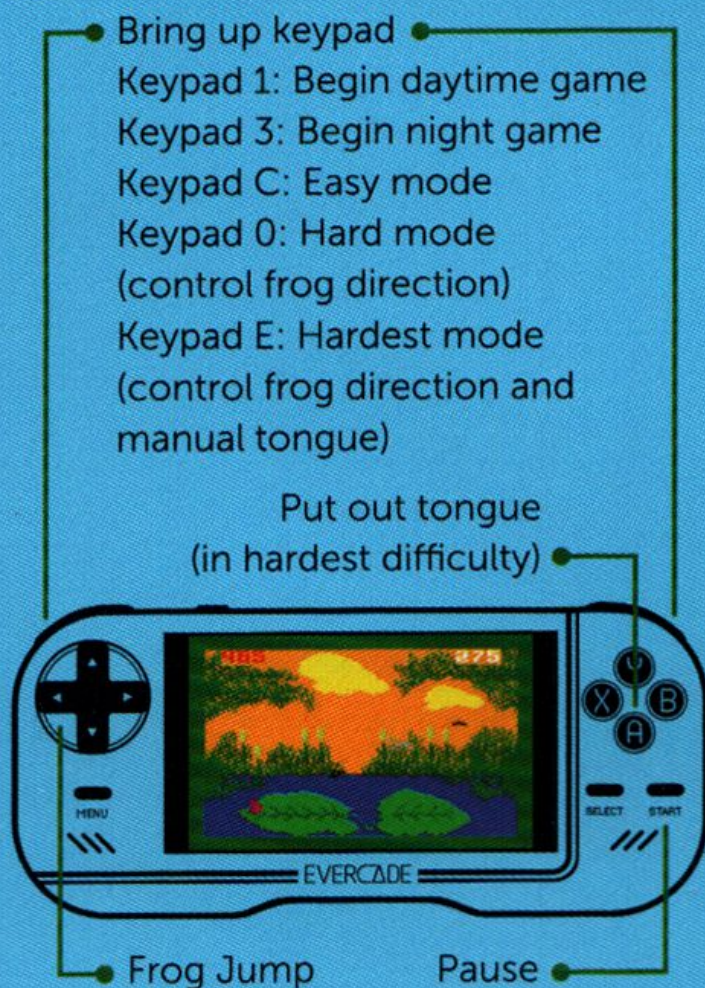 Bring up keypad
Keypad 1: Begin daytime game
Keypad 3: Begin night game
Keypad C: Easy mode
Keypad 0: Hard mode
(control frog direction)
Keypad E: Hardest mode
(control frog direction and
manual tongue)
Put out tongue
(in hardest difficulty)
465 275
Y
X B
A
MENU SELECT START
EVERCADE
Frog Jump Pause